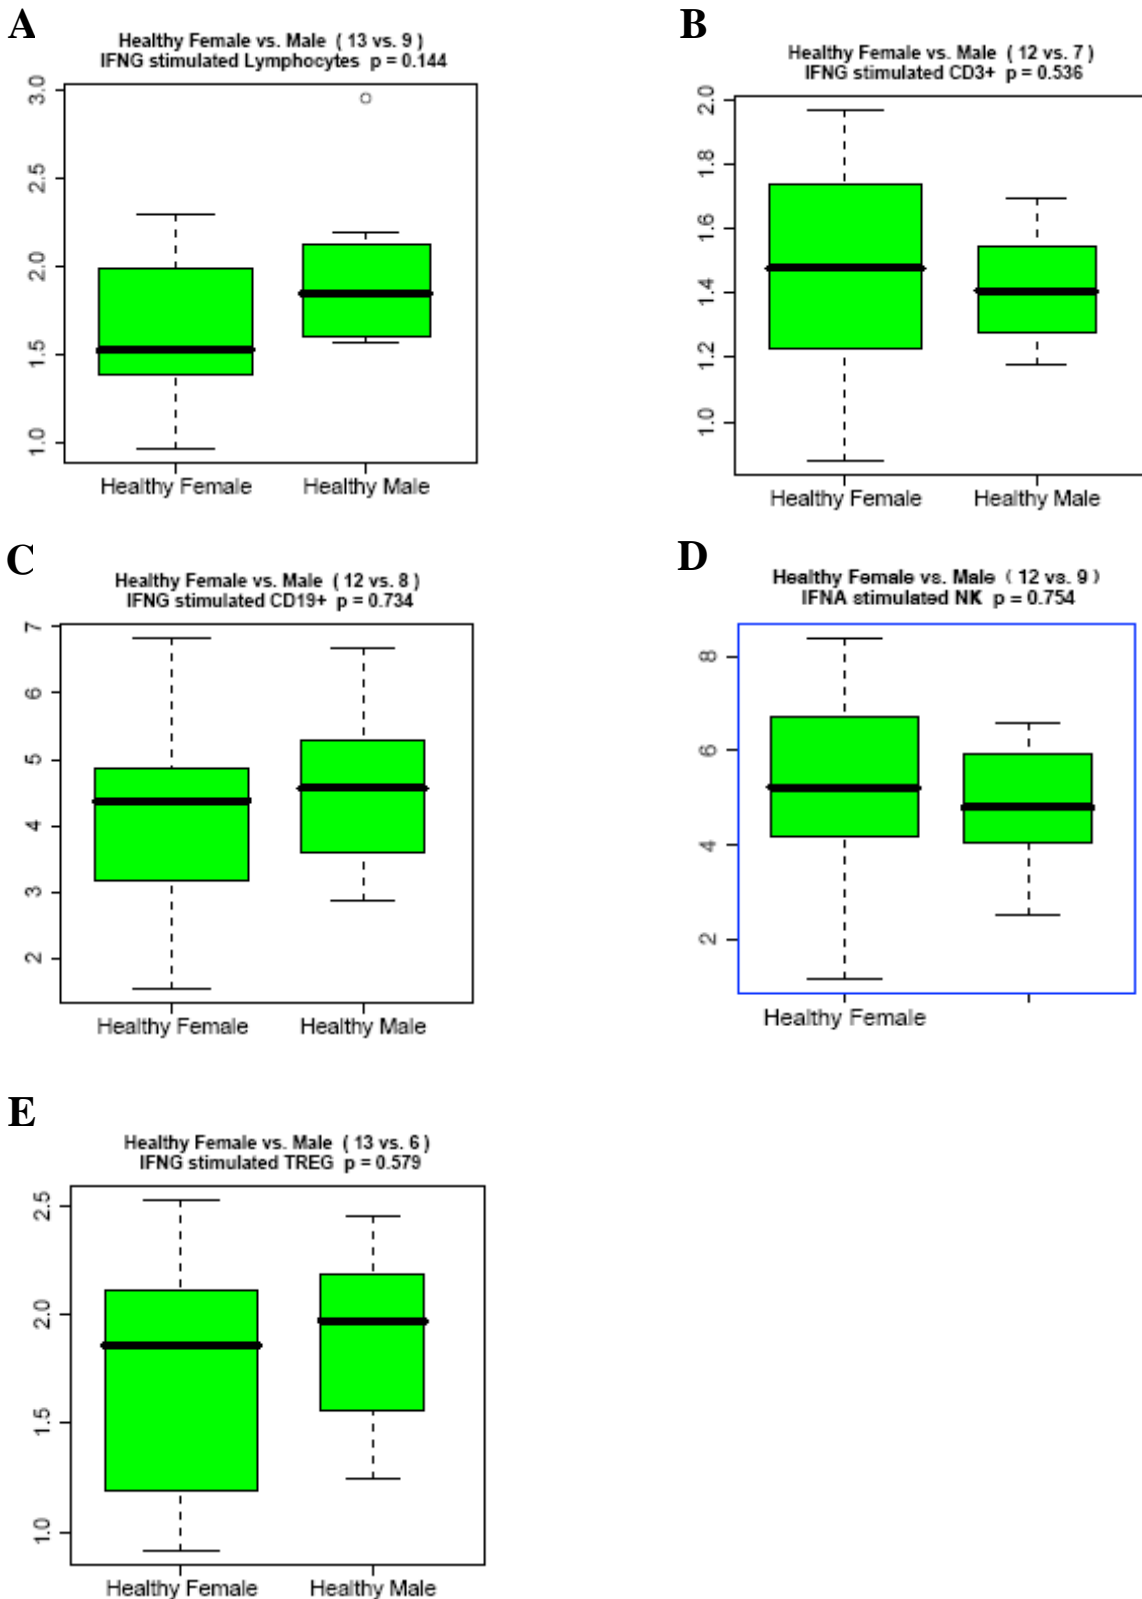 A
Healthy Female vs. Male ( 13 vs. 9 )
IFNG stimulated Lymphocytes p = 0.144
3.0
2.5
2.0
1.5
1.0
Healthy Female Healthy Male
B
Healthy Female vs. Male ( 12 vs. 7 )
IFNG stimulated CD3+ p = 0.536
2.0
1.8
1.6
1.4
1.2
1.0
Healthy Female Healthy Male
C
Healthy Female vs. Male ( 12 vs. 8 )
IFNG stimulated CD19+ p = 0.734
7
6
5
4
3
2
Healthy Female Healthy Male
D
Healthy Female vs. Male ( 12 vs. 9 )
IFNA stimulated NK p = 0.754
8
6
4
2
Healthy Female
E
Healthy Female vs. Male ( 13 vs. 6 )
IFNG stimulated TREG p = 0.579
2.5
2.0
1.5
1.0
Healthy Female Healthy Male